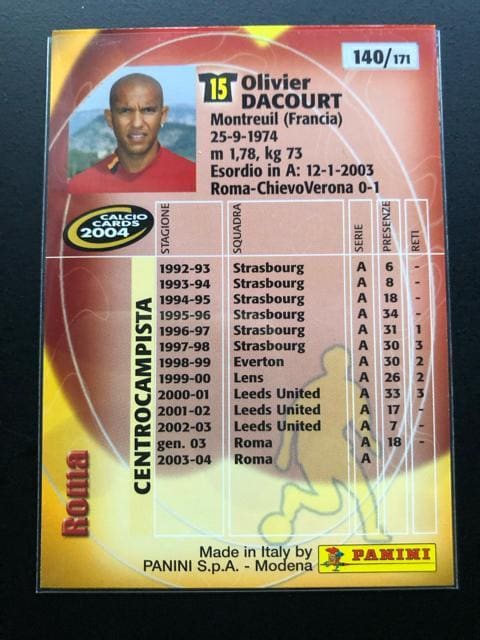 140/171
15
Olivier
DACOURT
Montreuil (Francia)
25-9-1974
m 1,78, kg 73
Esordio in A: 12-1-2003
Roma-ChievoVerona 0-1
CALCIO
CARDS
2004
STAGIONE SQUADRA SERIE PRESENZE RETI
1992-93 Strasbourg A 6 -
1993-94 Strasbourg A 8 -
1994-95 Strasbourg A 18 -
1995-96 Strasbourg A 34 -
1996-97 Strasbourg A 31 1
1997-98 Strasbourg A 30 3
1998-99 Everton A 30 2
1999-00 Lens A 26 -
2000-01 Leeds United A 33 3
2001-02 Leeds United A 17 -
2002-03 Leeds United A 7 -
gen. 03 Roma A 18 -
2003-04 Roma A
CENTROCAMPISTA
Roma
Made in Italy by
PANINI S.p.A. - Modena
PANINI